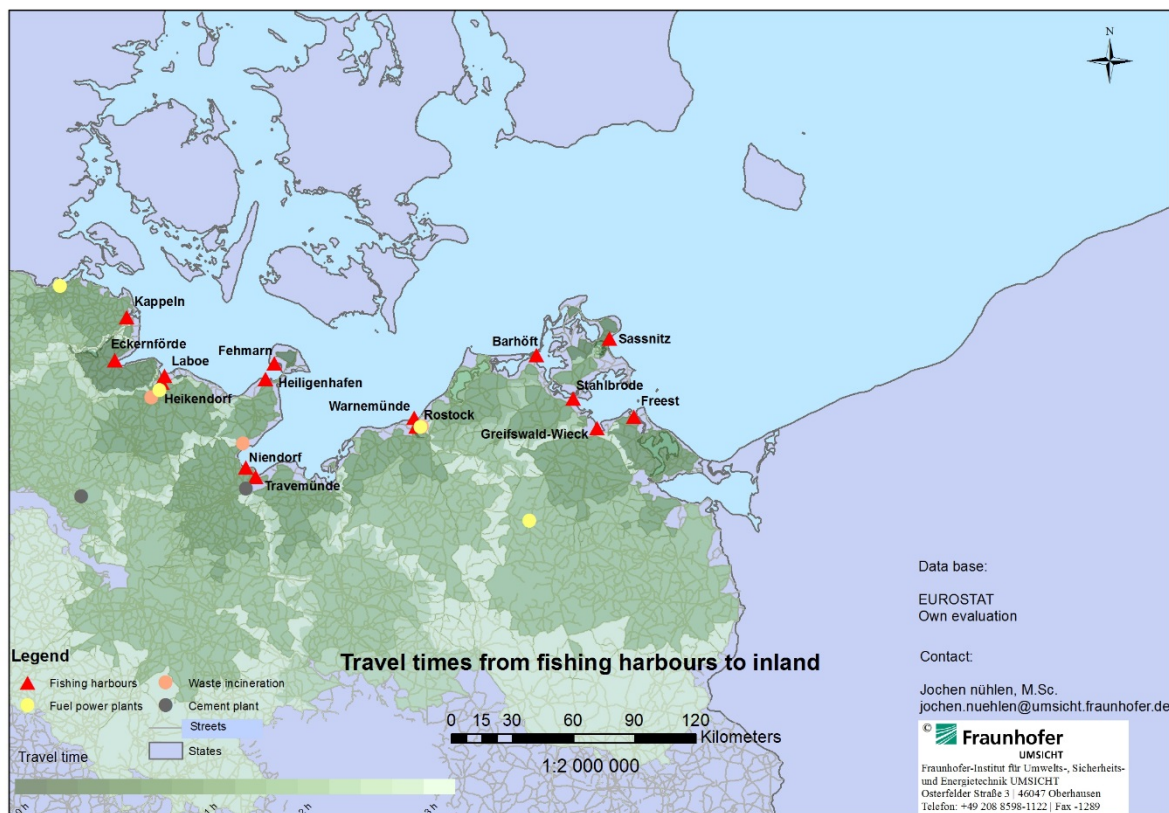 N
Kappeln
Eckernförde
Laboe
Fehmarn
Heiligenhafen
Heikendorf
Barhöft
Sassnitz
Stahlbrode
Freest
Warnemünde
Rostock
Greifswald-Wieck
Niendorf
Travemünde
Data base:
EUROSTAT
Own evaluation
Contact:
Jochen nühlen, M.Sc.
jochen.nuehlen@umsicht.fraunhofer.de
Travel times from fishing harbours to inland
0 15 30 60 90 120
Kilometers
1:2 000 000
Legend
Fishing harbours
Waste incineration
Fuel power plants
Cement plant
Streets
States
Travel time
0 h
1 h
2 h
3 h
© Fraunhofer
UMSICHT
Fraunhofer-Institut für Umwelts-, Sicherheits-
und Energietechnik UMSICHT
Osterfelder Straße 3 | 46047 Oberhausen
Telefon: +49 208 8598-1122 | Fax -1289